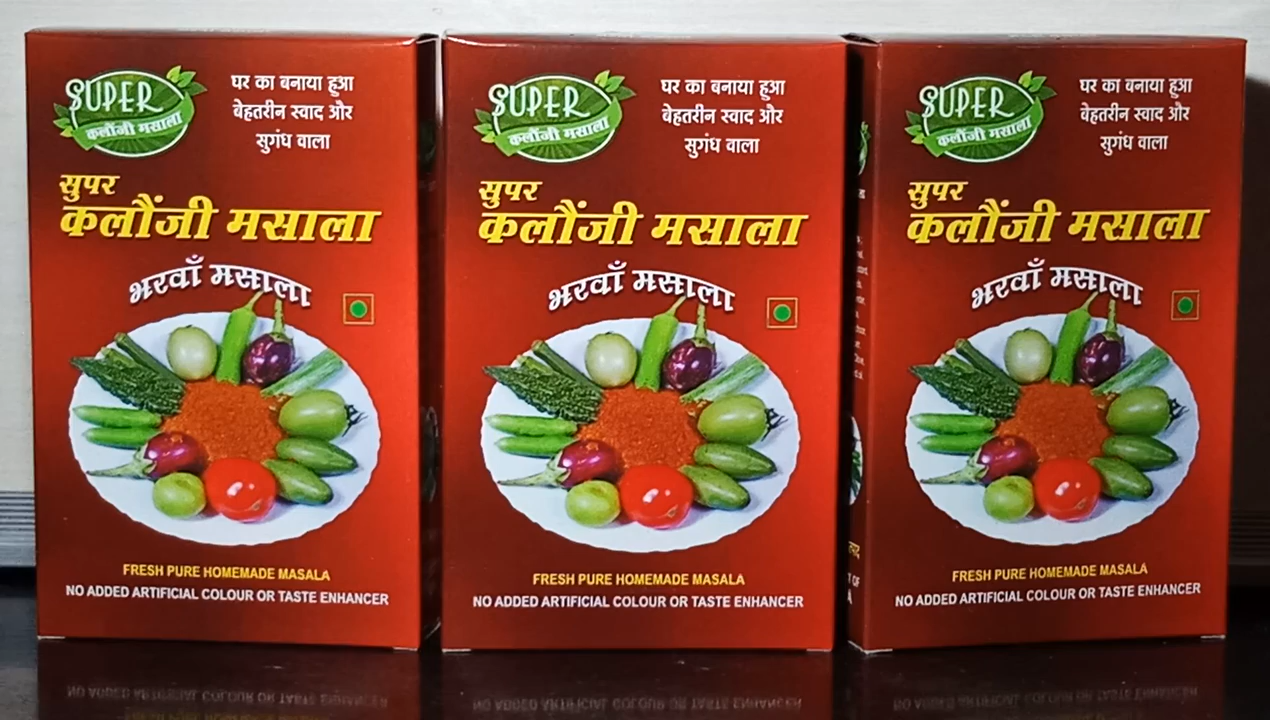 SUPER
कलौंजी मसाला
घर का बनाया हुआ
बेहतरीन स्वाद और
सुगंध वाला
सुपर
कलौंजी मसाला
भरवाँ मसाला
FRESH PURE HOMEMADE MASALA
NO ADDED ARTIFICIAL COLOUR OR TASTE ENHANCER
SUPER
कलौंजी मसाला
घर का बनाया हुआ
बेहतरीन स्वाद और
सुगंध वाला
सुपर
कलौंजी मसाला
भरवाँ मसाला
FRESH PURE HOMEMADE MASALA
NO ADDED ARTIFICIAL COLOUR OR TASTE ENHANCER
SUPER
कलौंजी मसाला
घर का बनाया हुआ
बेहतरीन स्वाद और
सुगंध वाला
सुपर
कलौंजी मसाला
भरवाँ मसाला
FRESH PURE HOMEMADE MASALA
NO ADDED ARTIFICIAL COLOUR OR TASTE ENHANCER